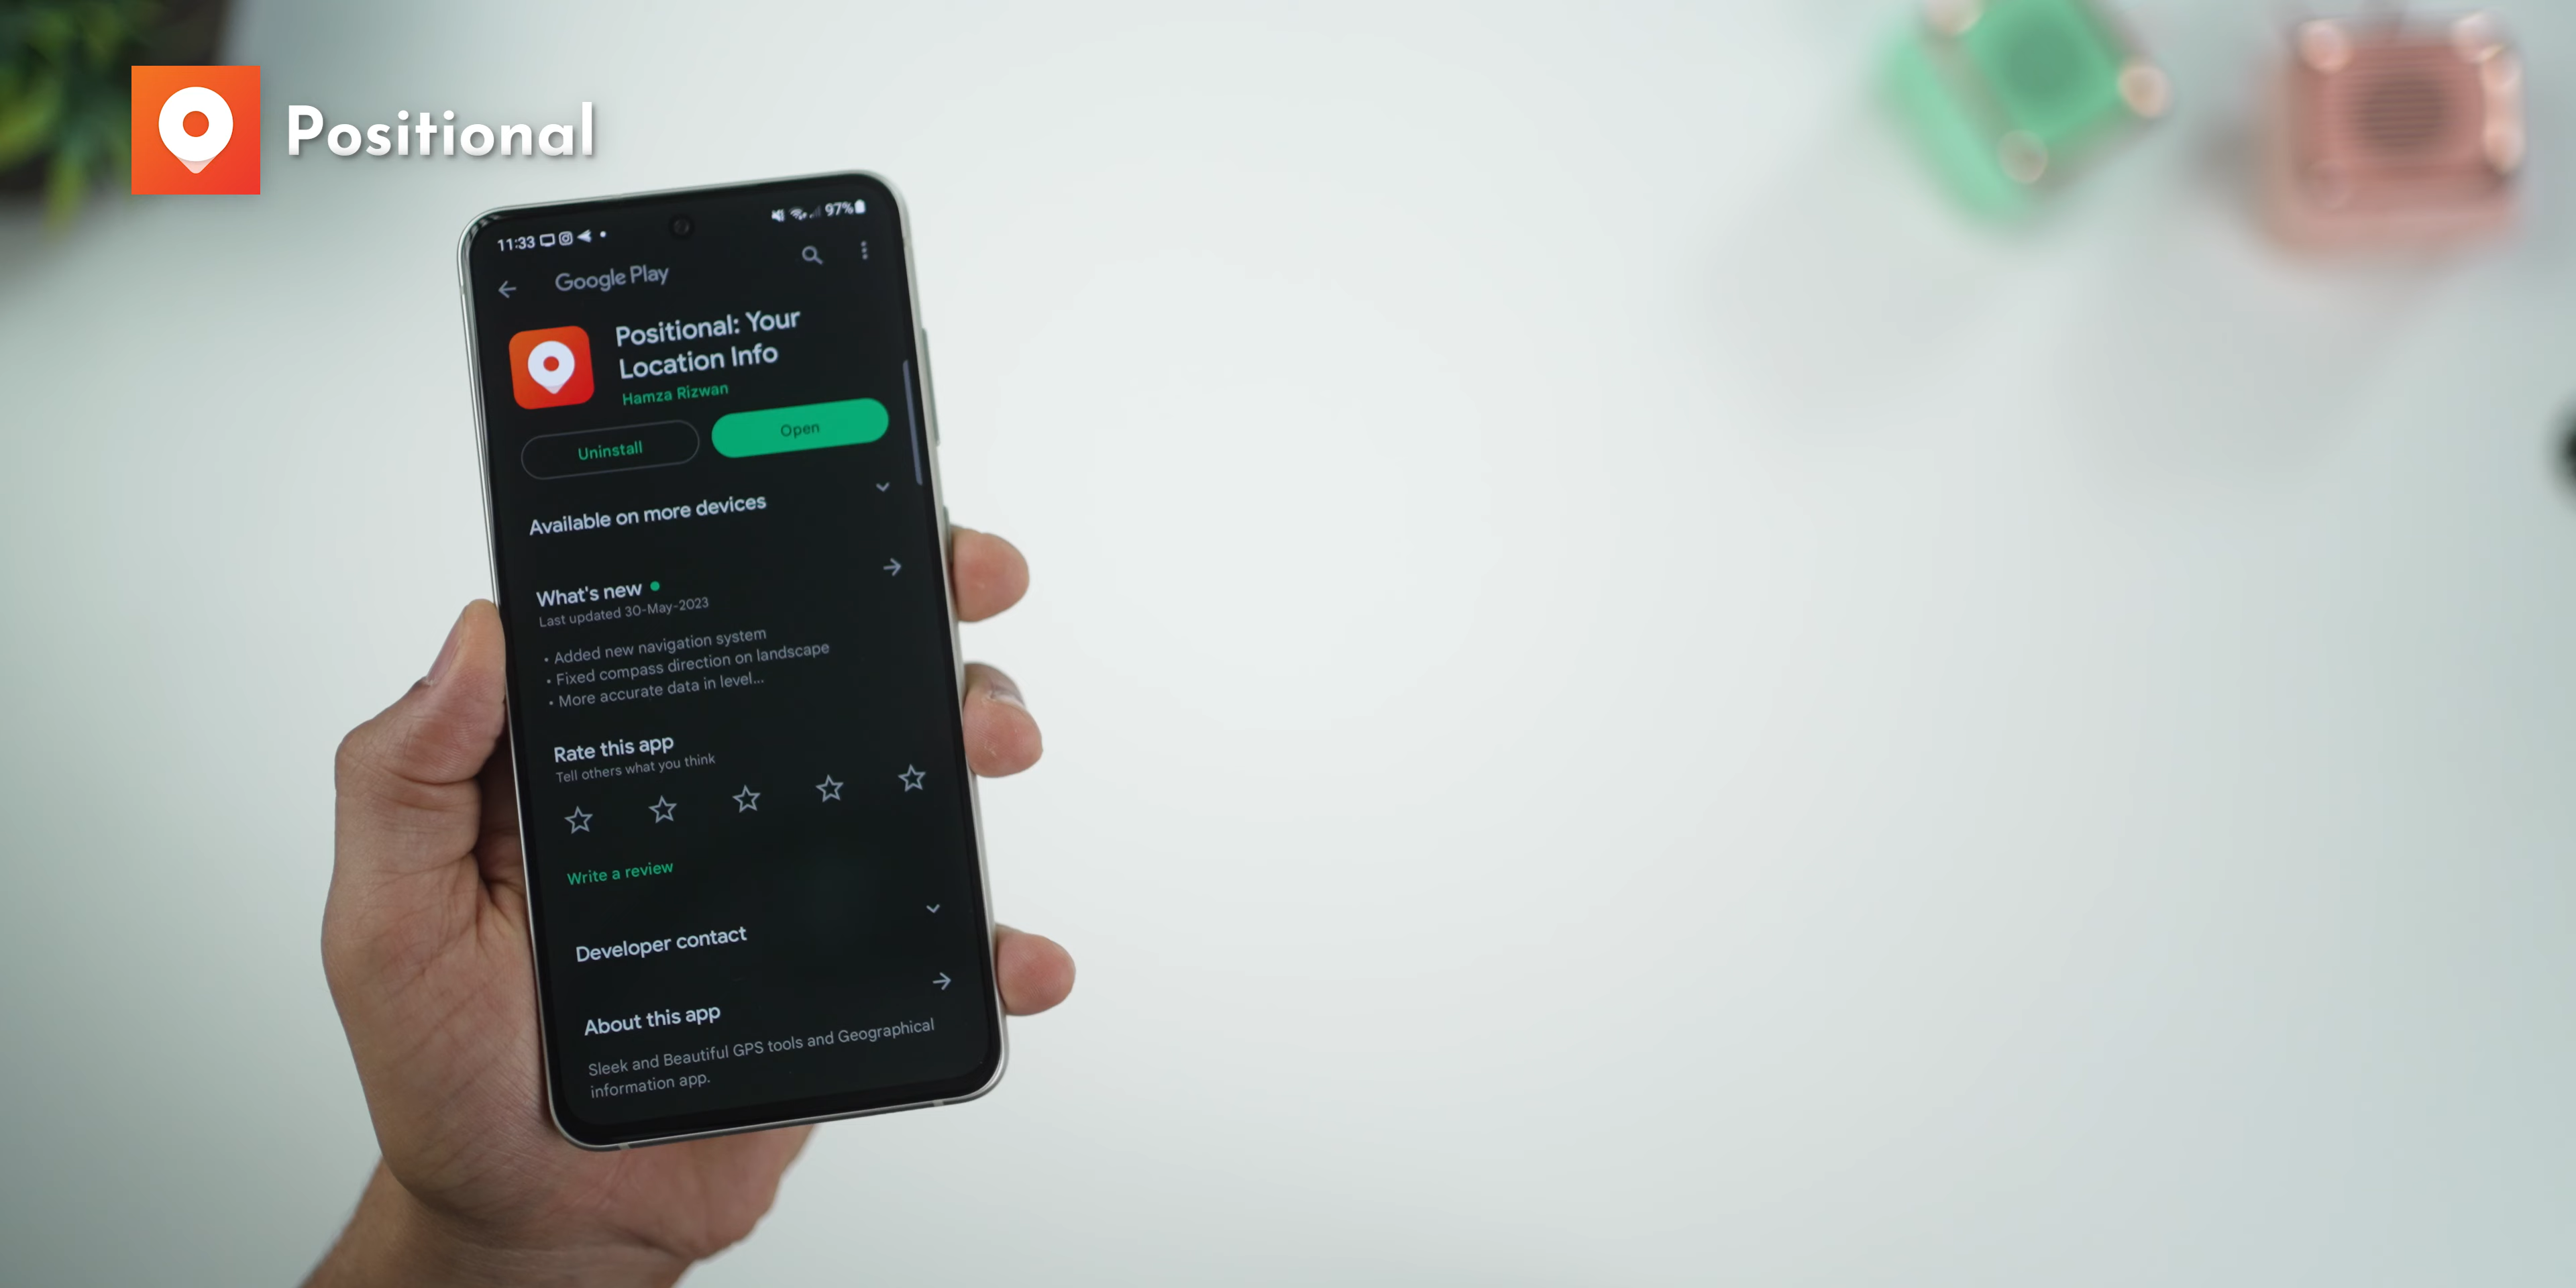 Positional
11:33
97%
Google Play
Positional: Your
Location Info
Hamza Rizwan
Uninstall
Open
Available on more devices
What's new
Last updated 30-May-2023
• Added new navigation system
• Fixed compass direction on landscape
• More accurate data in level...
Rate this app
Tell others what you think
Write a review
Developer contact
About this app
Sleek and Beautiful GPS tools and Geographical
information app.